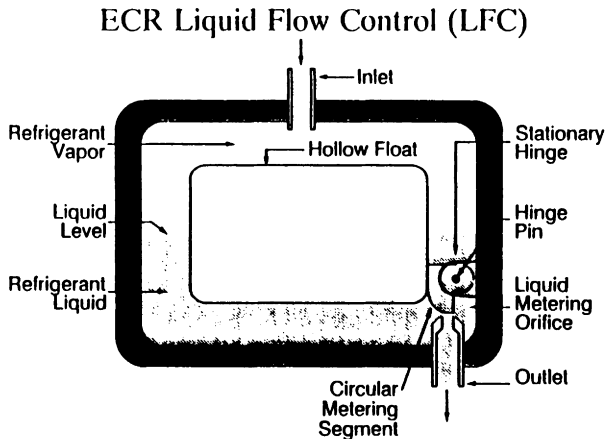 ECR Liquid Flow Control (LFC)
Inlet
Refrigerant
Vapor
Hollow Float
Stationary
Hinge
Liquid
Level
Hinge
Pin
Refrigerant
Liquid
Liquid
Metering
Orifice
Circular
Metering
Segment
Outlet